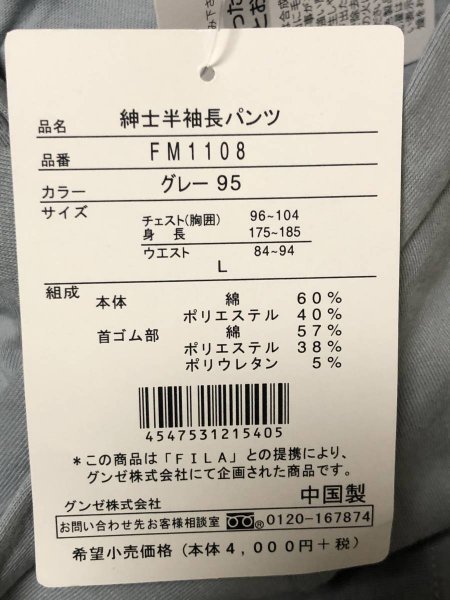 品名 紳士半袖長パンツ
品番 FM1108
カラー グレー95
サイズ
チェスト(胸囲) 96~104
身長 175~185
ウエスト 84~94
L
組成
本体 綿 60%
ポリエステル 40%
首ゴム部 綿 57%
ポリエステル 38%
ポリウレタン 5%
4547531215405
*この商品は「FILA」との提携により、
グンゼ株式会社にて企画された商品です。
グンゼ株式会社 中国製
お問い合わせ先お客様相談室 0120-167874
希望小売価格(本体4,000円+税)